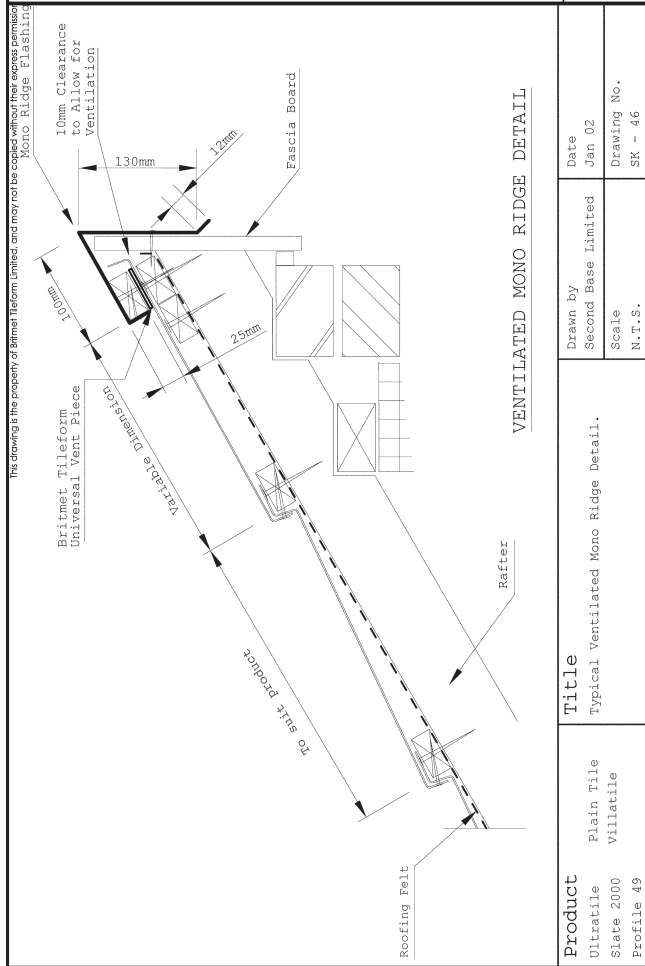 This drawing is the property of Britmet Tileform Limited, and may not be copied without their express permission
Mono Ridge Flashing
10mm Clearance
to Allow for
Ventilation
130mm
12mm
Fascia Board
100mm
25mm
Britmet Tileform
Universal Vent Piece
Variable Dimension
To suit product
Rafter
Roofing Felt
VENTILATED MONO RIDGE DETAIL
Product
Ultratile
Plain Tile
Slate 2000
Villatile
Profile 49
Title
Typical Ventilated Mono Ridge Detail.
Drawn by
Second Base Limited
Scale
N.T.S.
Date
Jan 02
Drawing No.
SK - 46